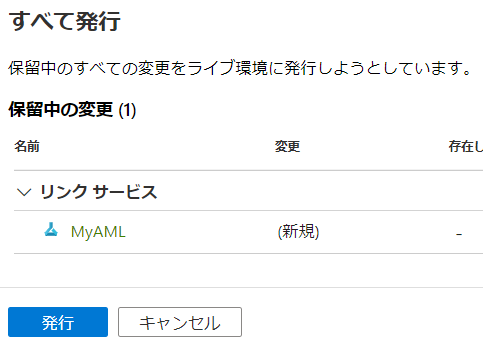 すべて発行
保留中のすべての変更をライブ環境に発行しようとしています。
保留中の変更 (1)
名前 変更 存在し
リンク サービス
MyAML (新規) -
発行 キャンセル